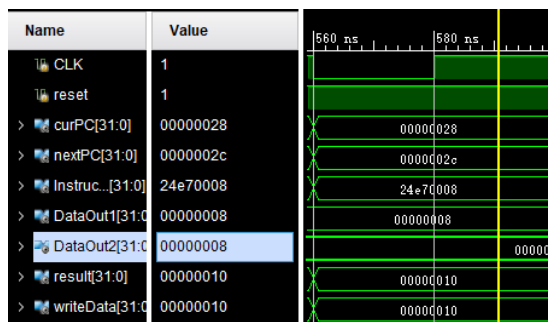 Name Value 560 ns 580 ns
CLK 1
reset 1
curPC[31:0] 00000028 00000028
nextPC[31:0] 0000002c 0000002c
Instruc...[31:0] 24e70008 24e70008
DataOut1[31:0 00000008 00000008
DataOut2[31:0 00000008 00000
result[31:0] 00000010 00000010
writeData[31:0 00000010 00000010